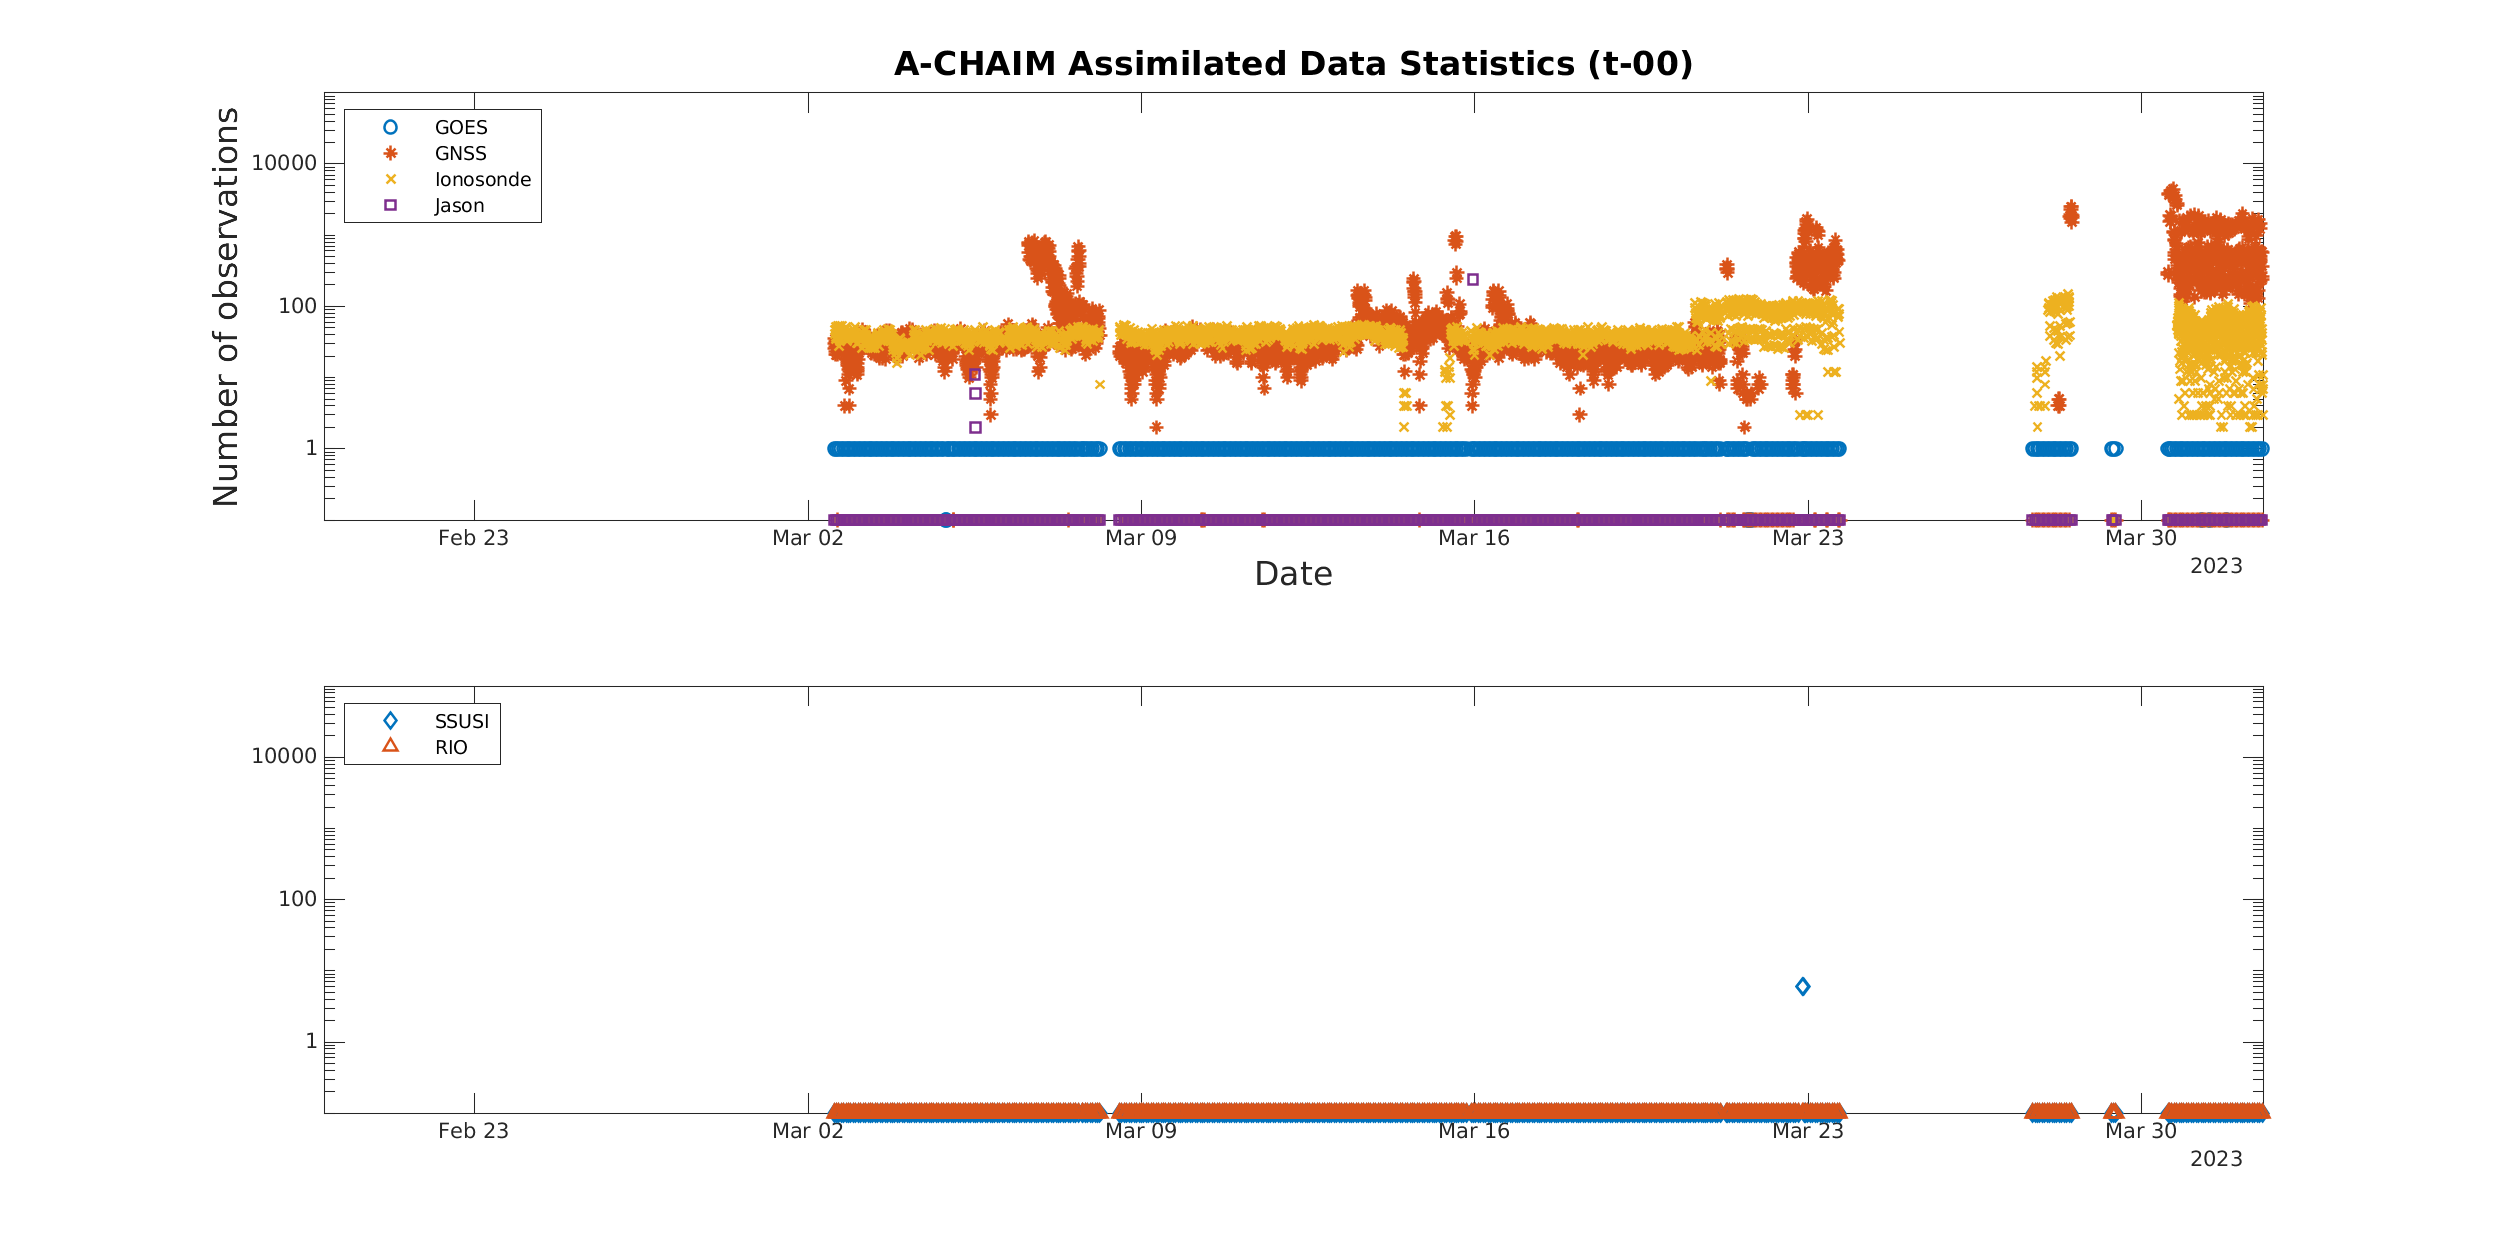 A-CHAIM Assimilated Data Statistics (t-00)
Number of observations
10000
100
1
GOES
GNSS
Ionosonde
Jason
Feb 23 Mar 02 Mar 09 Mar 16 Mar 23 Mar 30
2023
Date
10000
100
1
SSUSI
RIO
Feb 23 Mar 02 Mar 09 Mar 16 Mar 23 Mar 30
2023